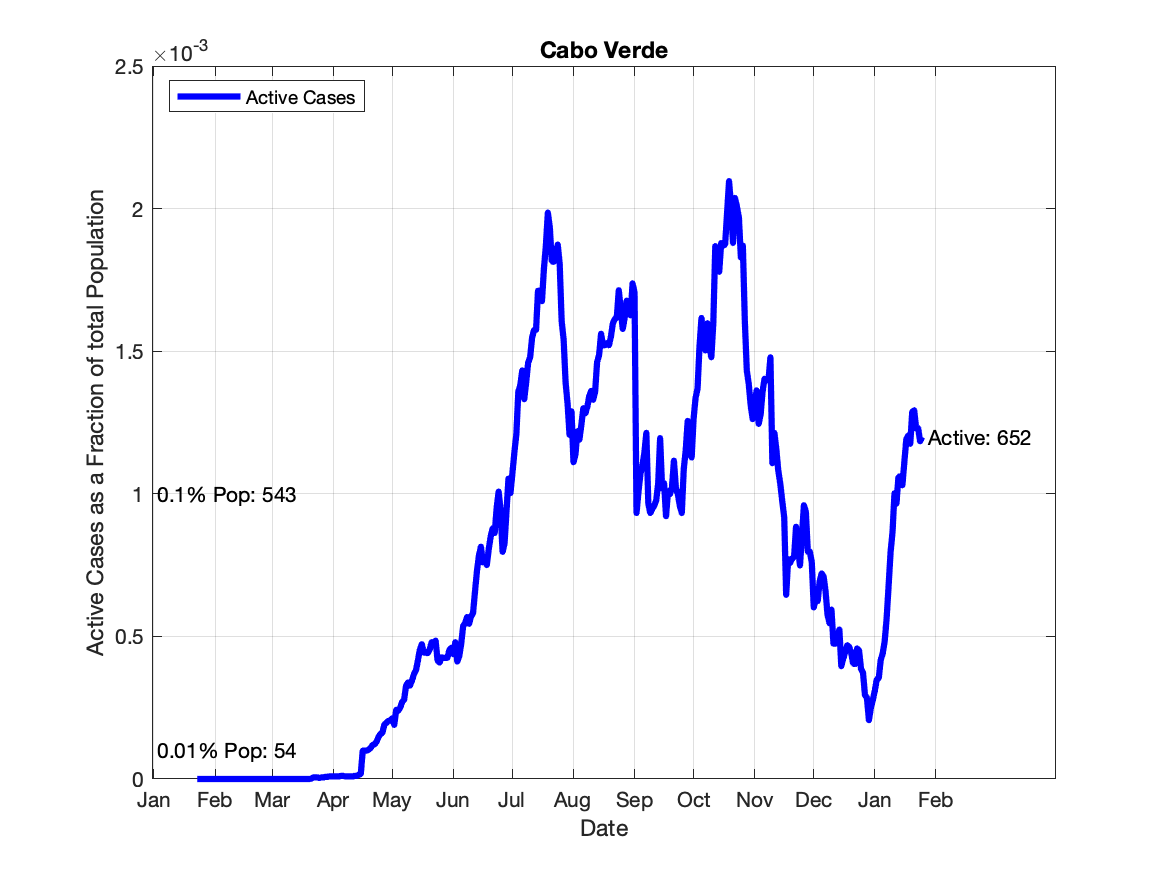 Cabo Verde
×10⁻³
Active Cases
2.5
2
1.5
1
0.5
0
Active Cases as a Fraction of total Population
0.1% Pop: 543
0.01% Pop: 54
Active: 652
Jan Feb Mar Apr May Jun Jul Aug Sep Oct Nov Dec Jan Feb
Date